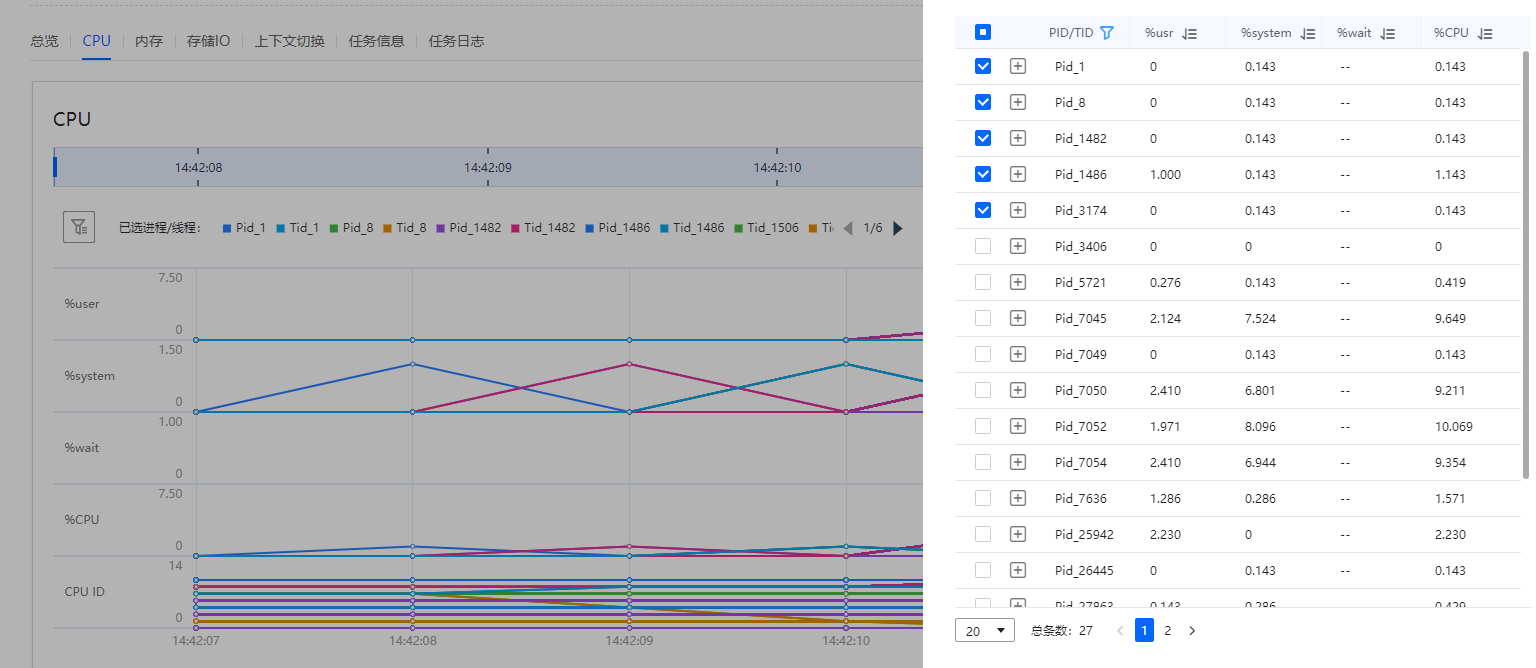 总览 CPU 内存 存储IO 上下文切换 任务信息 任务日志
CPU
14:42:08 14:42:09 14:42:10
已选进程/线程: Pid_1 Tid_1 Pid_8 Tid_8 Pid_1482 Tid_1482 Pid_1486 Tid_1486 Tid_1506 1/6
7.50
%user
0
1.50
%system
0
1.00
%wait
0
7.50
%CPU
0
14
CPU ID
0
14:42:07 14:42:08 14:42:09 14:42:10
PID/TID %usr %system %wait %CPU
Pid_1 0 0.143 -- 0.143
Pid_8 0 0.143 -- 0.143
Pid_1482 0 0.143 -- 0.143
Pid_1486 1.000 0.143 -- 1.143
Pid_3174 0 0.143 -- 0.143
Pid_3406 0 0 -- 0
Pid_5721 0.276 0.143 -- 0.419
Pid_7045 2.124 7.524 -- 9.649
Pid_7049 0 0.143 -- 0.143
Pid_7050 2.410 6.801 -- 9.211
Pid_7052 1.971 8.096 -- 10.069
Pid_7054 2.410 6.944 -- 9.354
Pid_7636 1.286 0.286 -- 1.571
Pid_25942 2.230 0 -- 2.230
Pid_26445 0 0.143 -- 0.143
Pid_27863 0.143 0.286 -- 0.429
20 总条数: 27 1 2